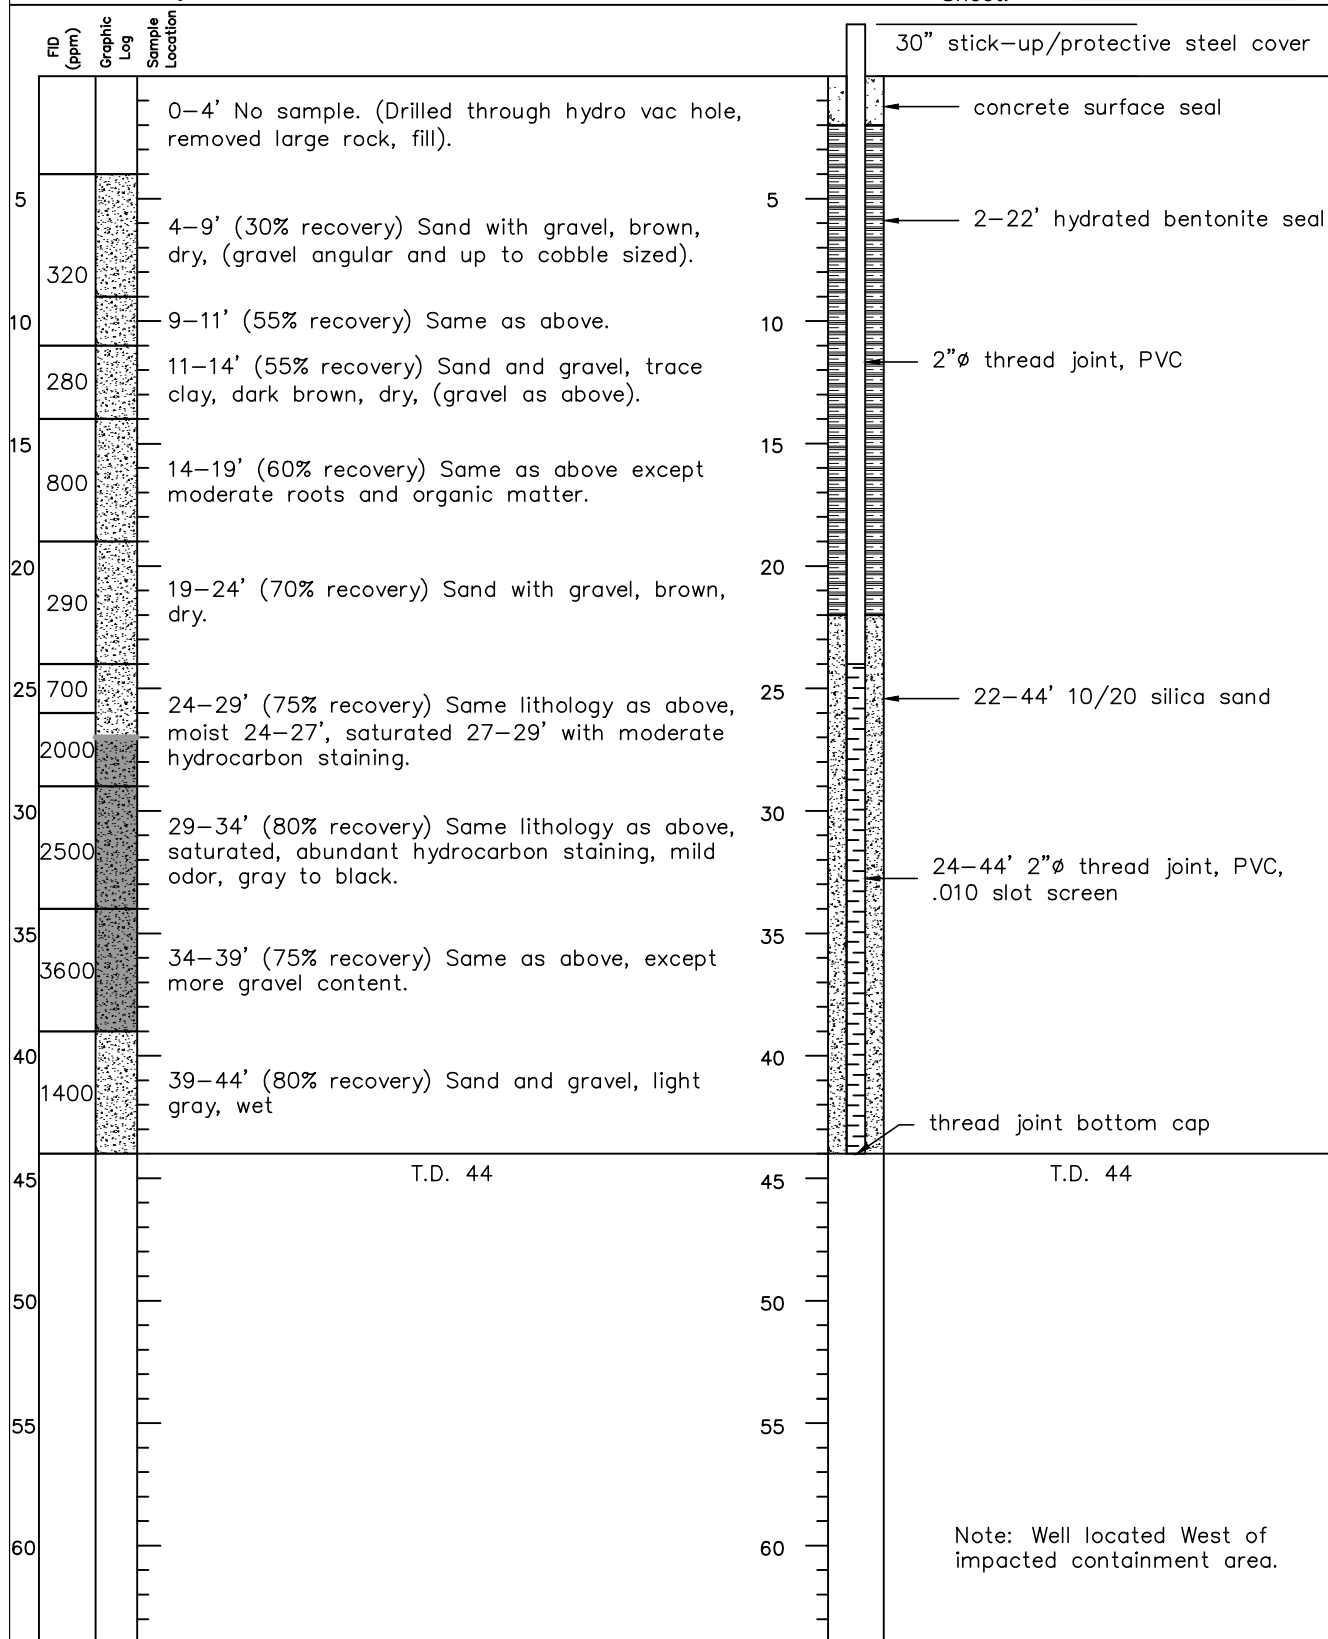 FID
(ppm)
Graphic
Log
Sample
Location
30" stick-up/protective steel cover
0-4' No sample. (Drilled through hydro vac hole,
removed large rock, fill).
concrete surface seal
5
5
2-22' hydrated bentonite seal
4-9' (30% recovery) Sand with gravel, brown,
dry, (gravel angular and up to cobble sized).
320
10
9-11' (55% recovery) Same as above.
10
11-14' (55% recovery) Sand and gravel, trace
clay, dark brown, dry, (gravel as above).
280
2"ø thread joint, PVC
15
15
800
14-19' (60% recovery) Same as above except
moderate roots and organic matter.
20
20
290
19-24' (70% recovery) Sand with gravel, brown,
dry.
25
700
25
22-44' 10/20 silica sand
24-29' (75% recovery) Same lithology as above,
moist 24-27', saturated 27-29' with moderate
hydrocarbon staining.
2000
30
30
29-34' (80% recovery) Same lithology as above,
saturated, abundant hydrocarbon staining, mild
odor, gray to black.
2500
24-44' 2"ø thread joint, PVC,
.010 slot screen
35
35
3600
34-39' (75% recovery) Same as above, except
more gravel content.
40
40
1400
39-44' (80% recovery) Sand and gravel, light
gray, wet
thread joint bottom cap
45
T.D. 44
45
T.D. 44
50
50
55
55
60
60
Note: Well located West of
impacted containment area.